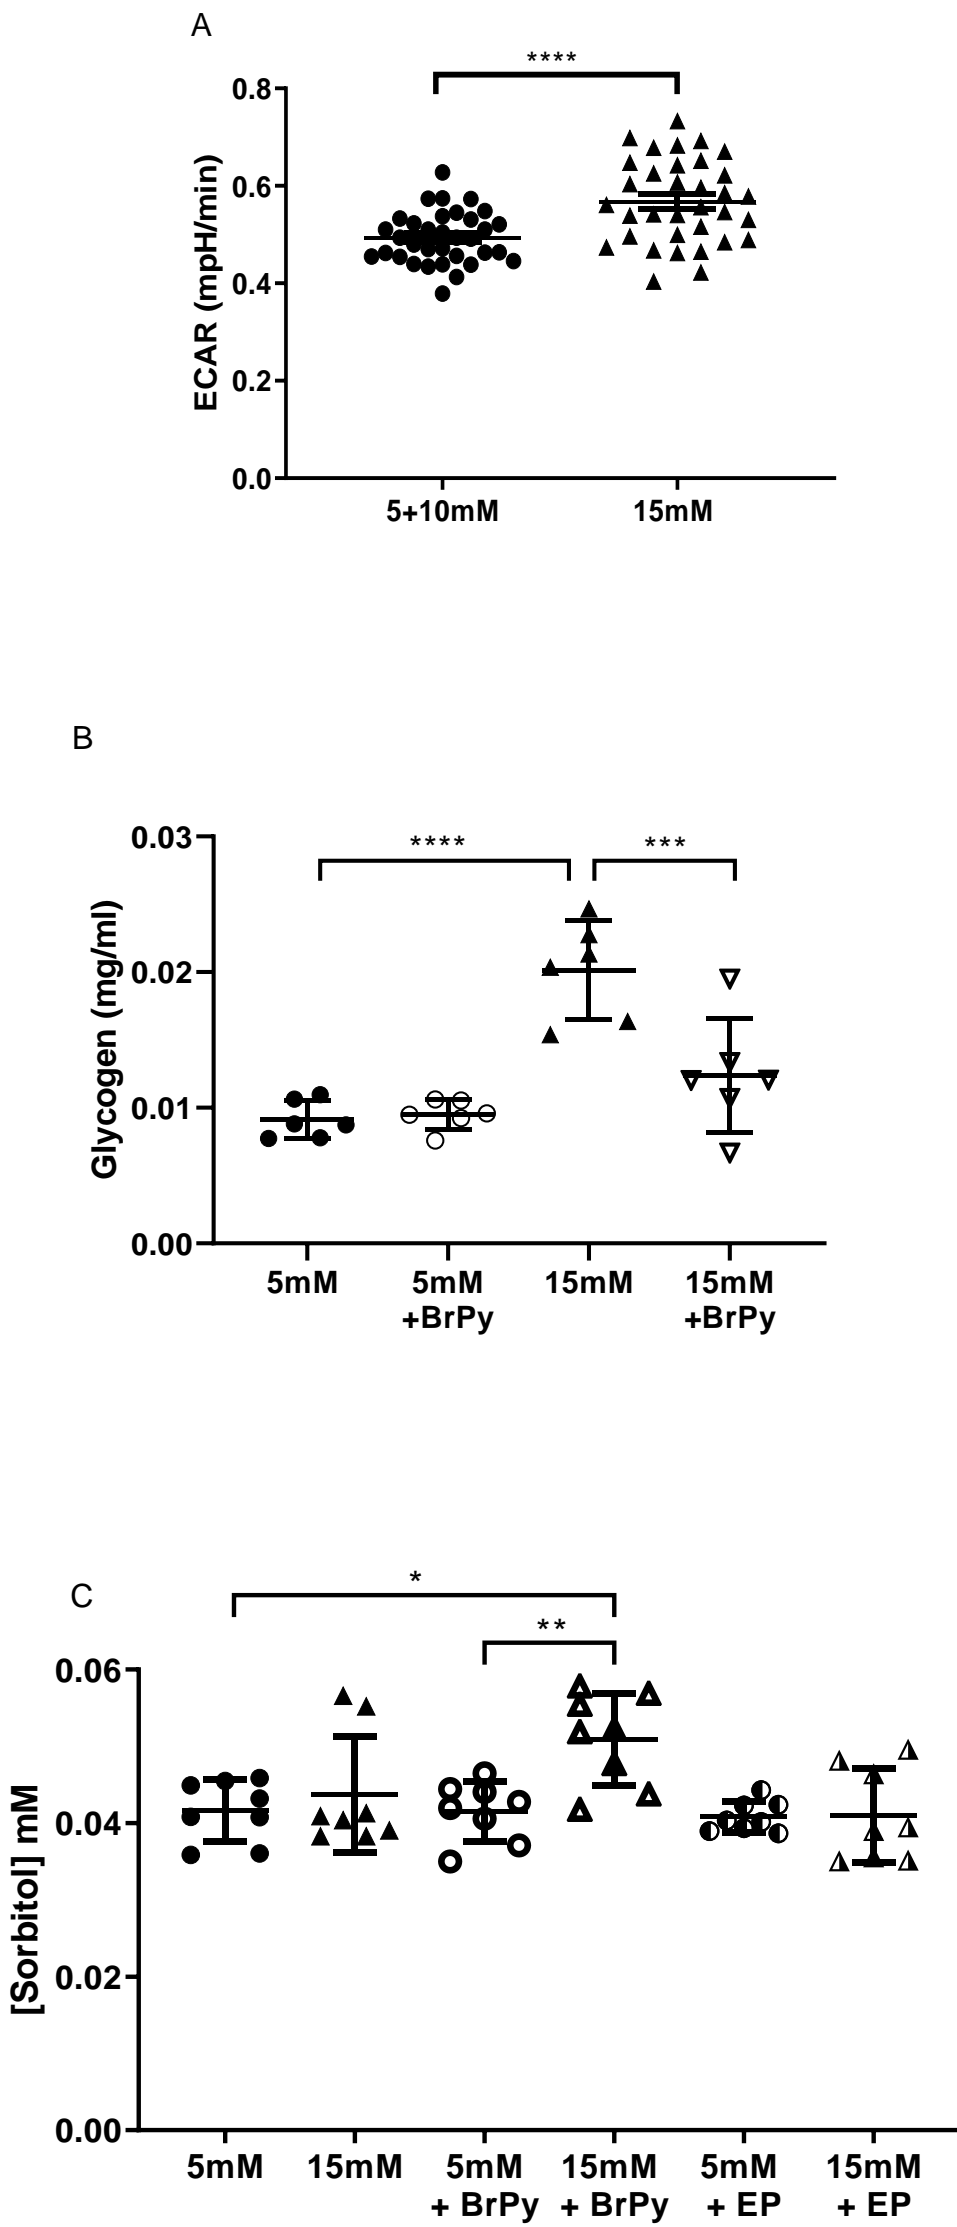 A
****
0.8
0.6
0.4
0.2
0.0
ECAR (mpH/min)
5+10mM
15mM
B
****
***
0.03
0.02
0.01
0.00
Glycogen (mg/ml)
5mM
5mM
+BrPy
15mM
15mM
+BrPy
C
*
**
0.06
0.04
0.02
0.00
[Sorbitol] mM
5mM
15mM
5mM
+ BrPy
15mM
+ BrPy
5mM
+ EP
15mM
+ EP